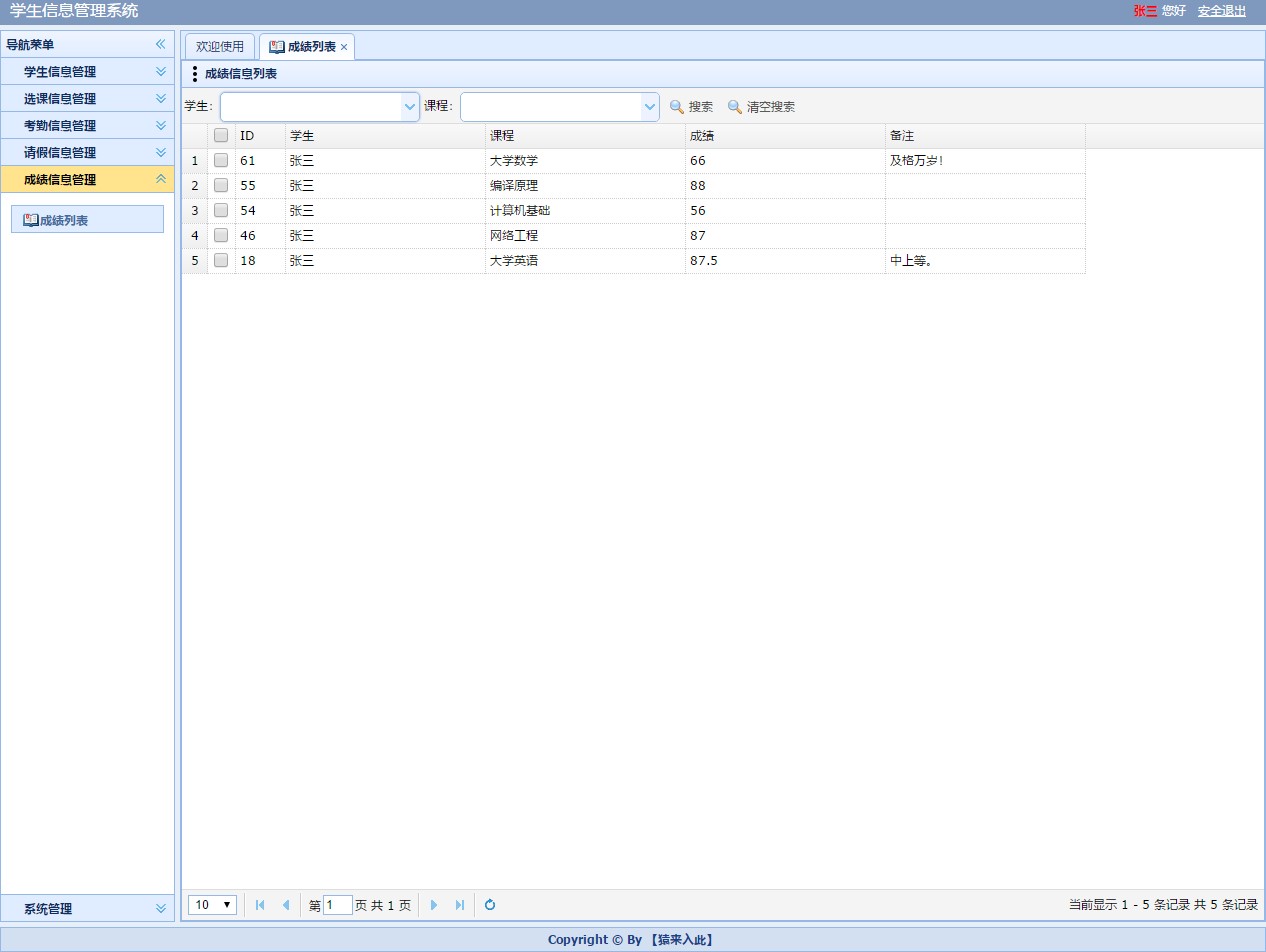 学生信息管理系统
张三 您好 安全退出
导航菜单
学生信息管理
选课信息管理
考勤信息管理
请假信息管理
成绩信息管理
成绩列表
系统管理
欢迎使用 成绩列表
成绩信息列表
学生： 课程： 搜索 清空搜索
ID 学生 课程 成绩 备注
1 61 张三 大学数学 66 及格万岁！
2 55 张三 编译原理 88
3 54 张三 计算机基础 56
4 46 张三 网络工程 87
5 18 张三 大学英语 87.5 中上等。
10 第 1 页 共 1 页 当前显示 1 - 5 条记录 共 5 条记录
Copyright © By 【猿来入此】